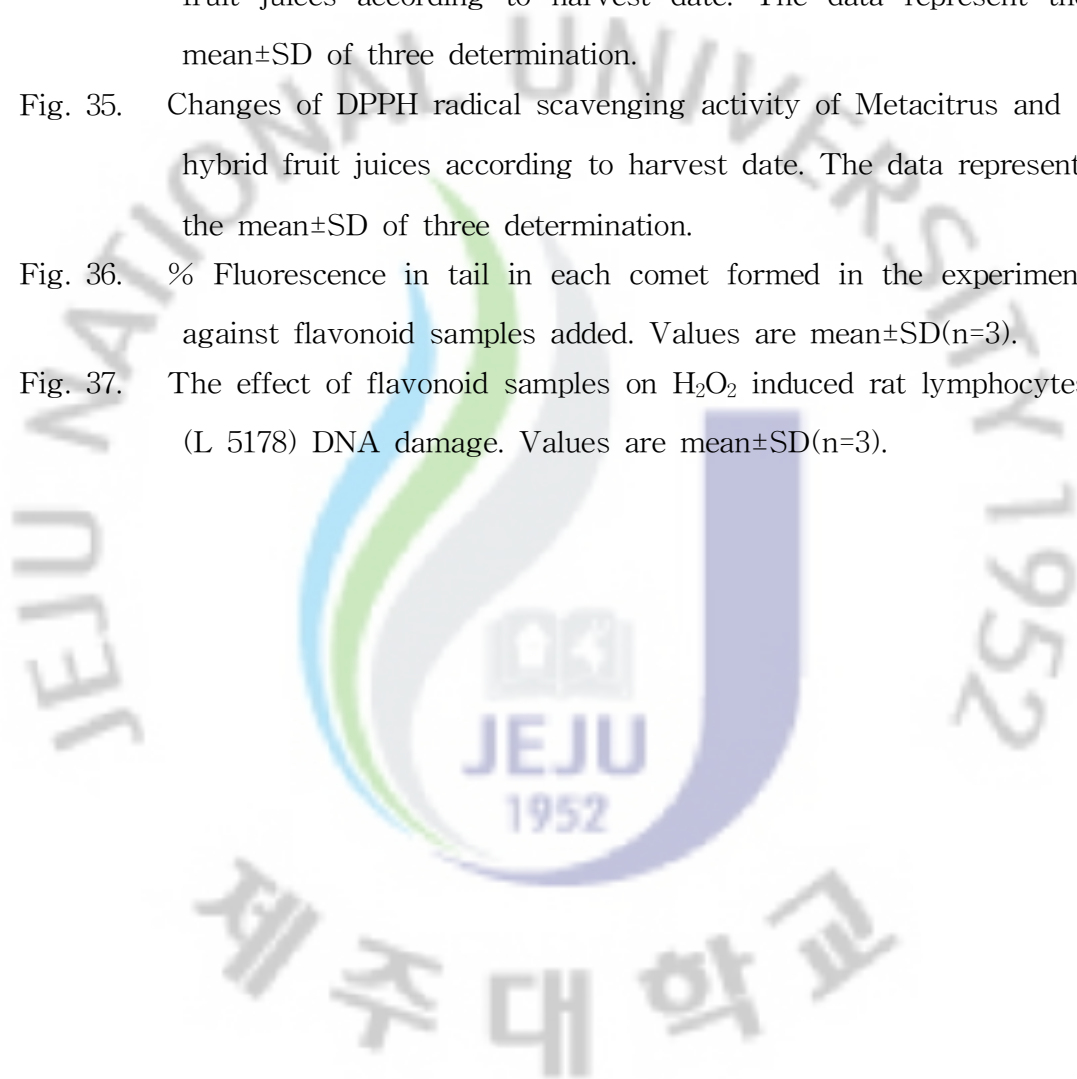 fruit juices according to harvest date. The data represent the
mean±SD of three determination.
Fig. 35. Changes of DPPH radical scavenging activity of Metacitrus and
hybrid fruit juices according to harvest date. The data represent
the mean±SD of three determination.
Fig. 36. % Fluorescence in tail in each comet formed in the experiment
against flavonoid samples added. Values are mean±SD(n=3).
Fig. 37. The effect of flavonoid samples on H₂O₂ induced rat lymphocytes
(L 5178) DNA damage. Values are mean±SD(n=3).
JEJU NATIONAL UNIVERSITY 1952
JEJU
1952
제주대학교